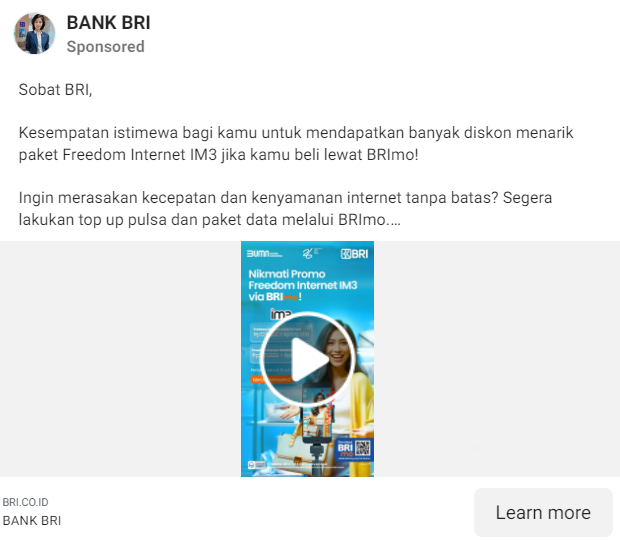 BANK BRI
Sponsored
Sobat BRI,
Kesempatan istimewa bagi kamu untuk mendapatkan banyak diskon menarik
paket Freedom Internet IM3 jika kamu beli lewat BRImo!
Ingin merasakan kecepatan dan kenyamanan internet tanpa batas? Segera
lakukan top up pulsa dan paket data melalui BRImo....
BUMN
BRI
Nikmati Promo
Freedom Internet IM3
via BRImo!
im3
BRI
mo
BRI.CO.ID
BANK BRI
Learn more